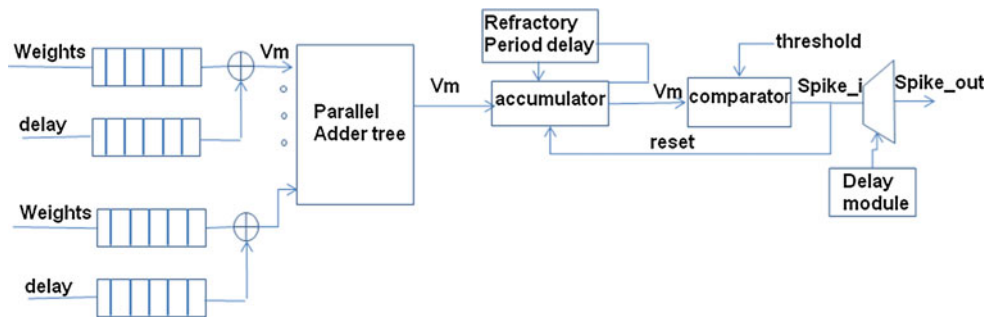 Weights
delay
Weights
delay
Vm
Parallel
Adder tree
Vm
Refractory
Period delay
accumulator
Vm
threshold
comparator
reset
Spike_i
Spike_out
Delay
module